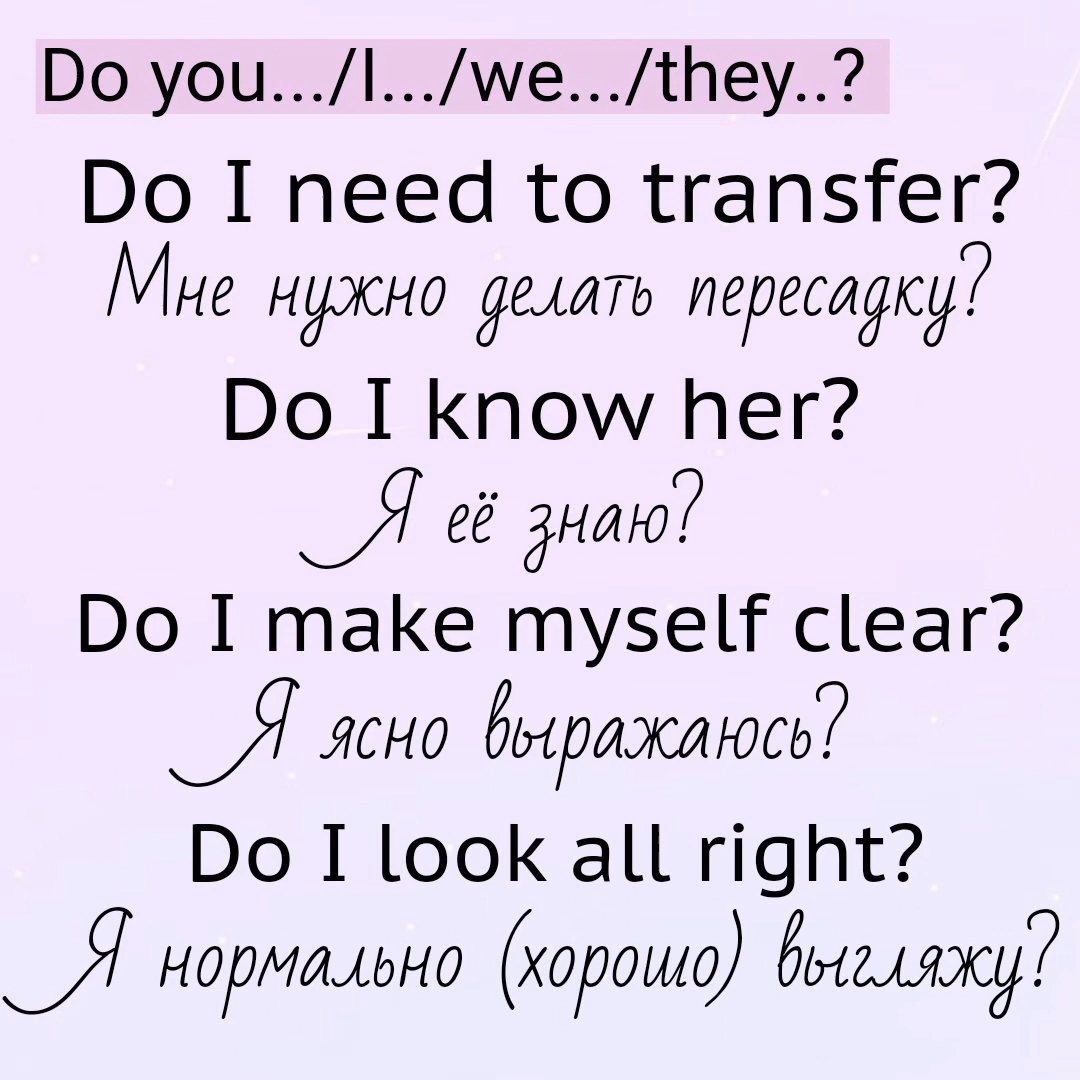 Do you.../I.../we.../they..?
Do I need to transfer?
Мне нужно делать пересадку?
Do I know her?
Я её знаю?
Do I make myself clear?
Я ясно выражаюсь?
Do I look all right?
Я нормально (хорошо) выгляжу?